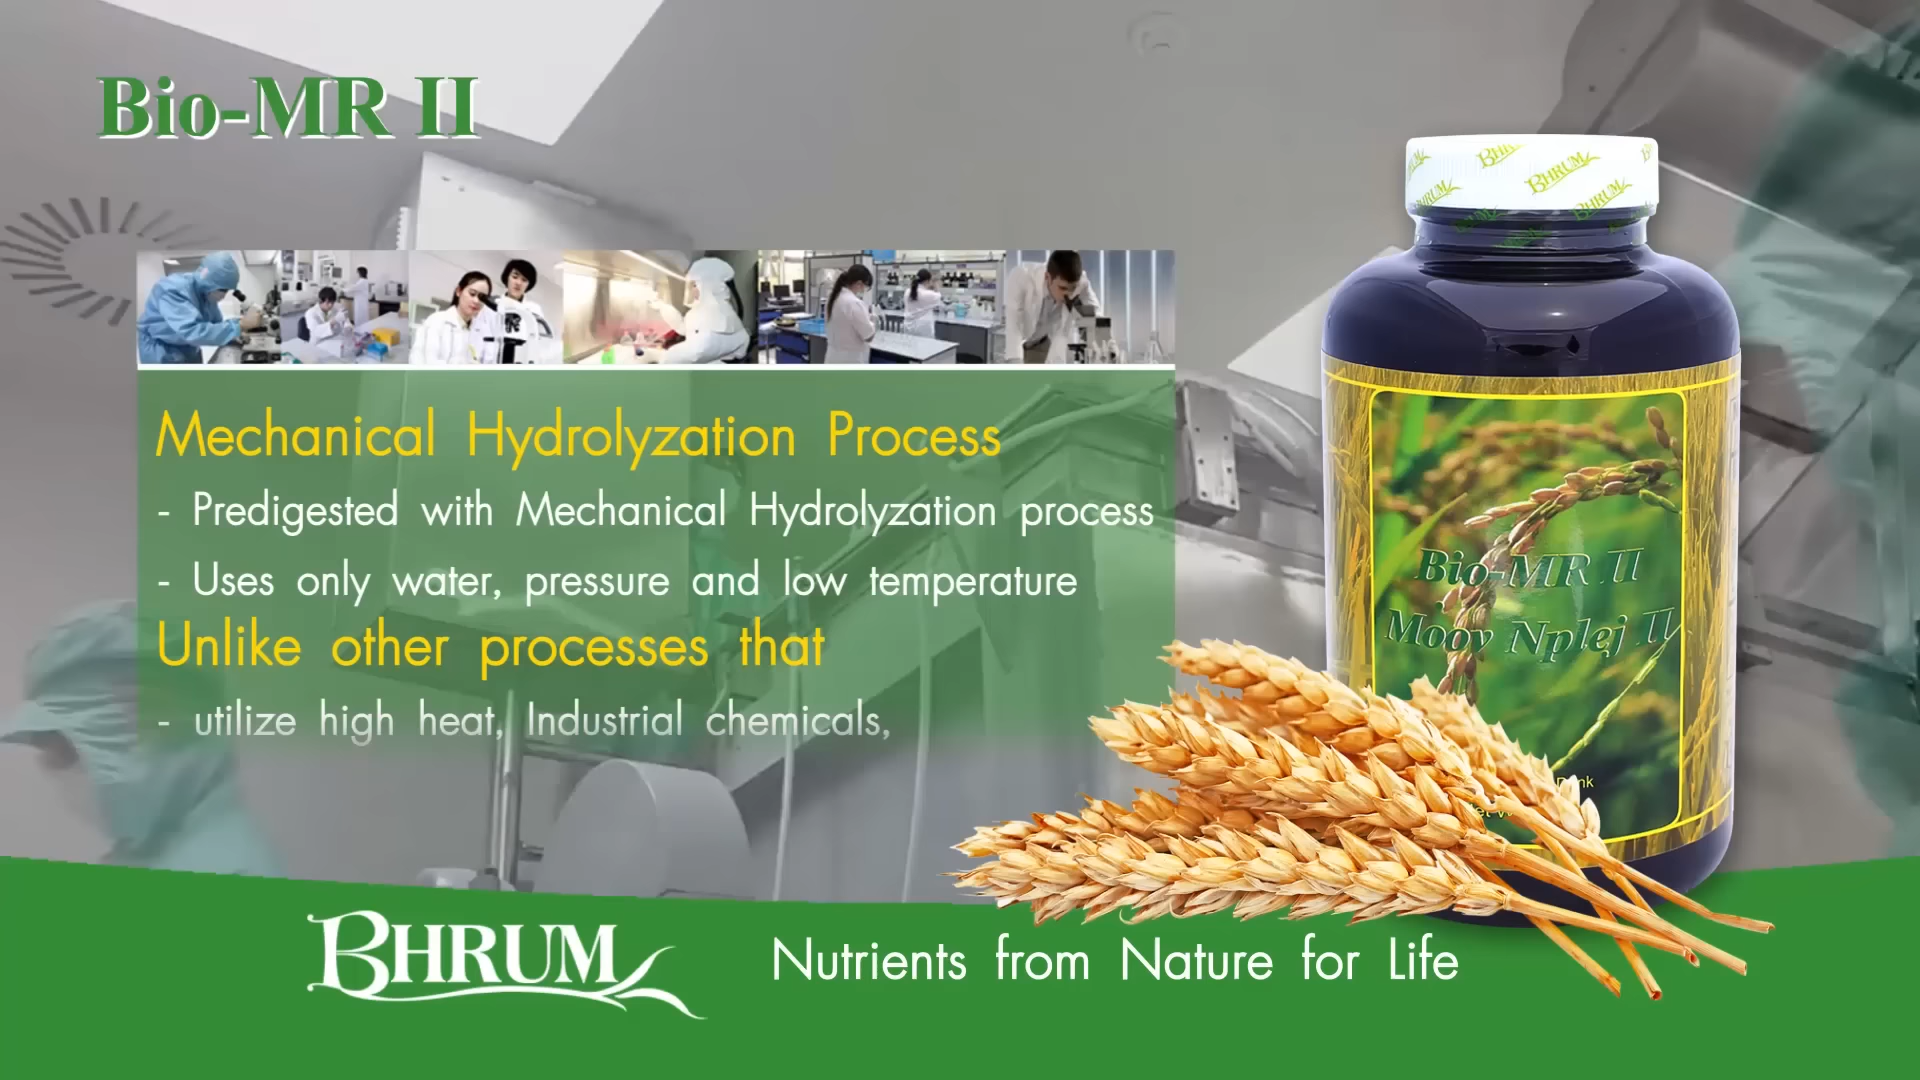 Bio-MR II
Mechanical Hydrolyzation Process
- Predigested with Mechanical Hydrolyzation process
- Uses only water, pressure and low temperature
Unlike other processes that
- utilize high heat, Industrial chemicals,
BHRUM
BHRUM
BHRUM
Bio-MR II
Moov Nplej II
BHRUM
Nutrients from Nature for Life